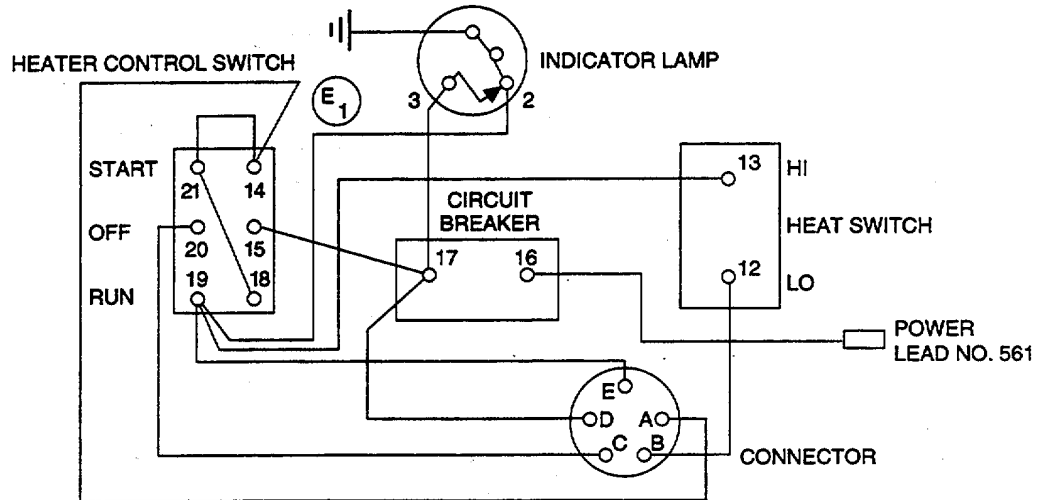 HEATER CONTROL SWITCH
INDICATOR LAMP
E1
3
2
START
21
14
OFF
20
15
RUN
19
18
CIRCUIT
BREAKER
17
16
13
HI
HEAT SWITCH
12
LO
POWER
LEAD NO. 561
E
D
A
C
B
CONNECTOR